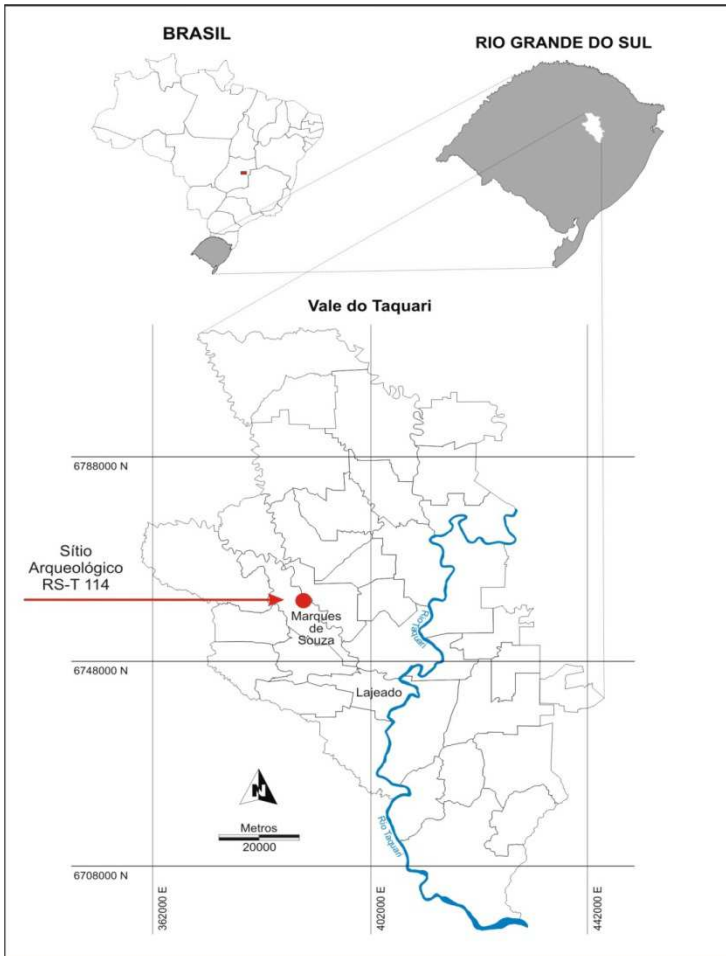 BRASIL
RIO GRANDE DO SUL
Vale do Taquari
6788000 N
Sítio
Arqueológico
RS-T 114
Marques
de
Souza
Rio
Taquari
6748000 N
Lajeado
N
Metros
20000
Rio Taquari
6708000 N
362000 E
402000 E
442000 E